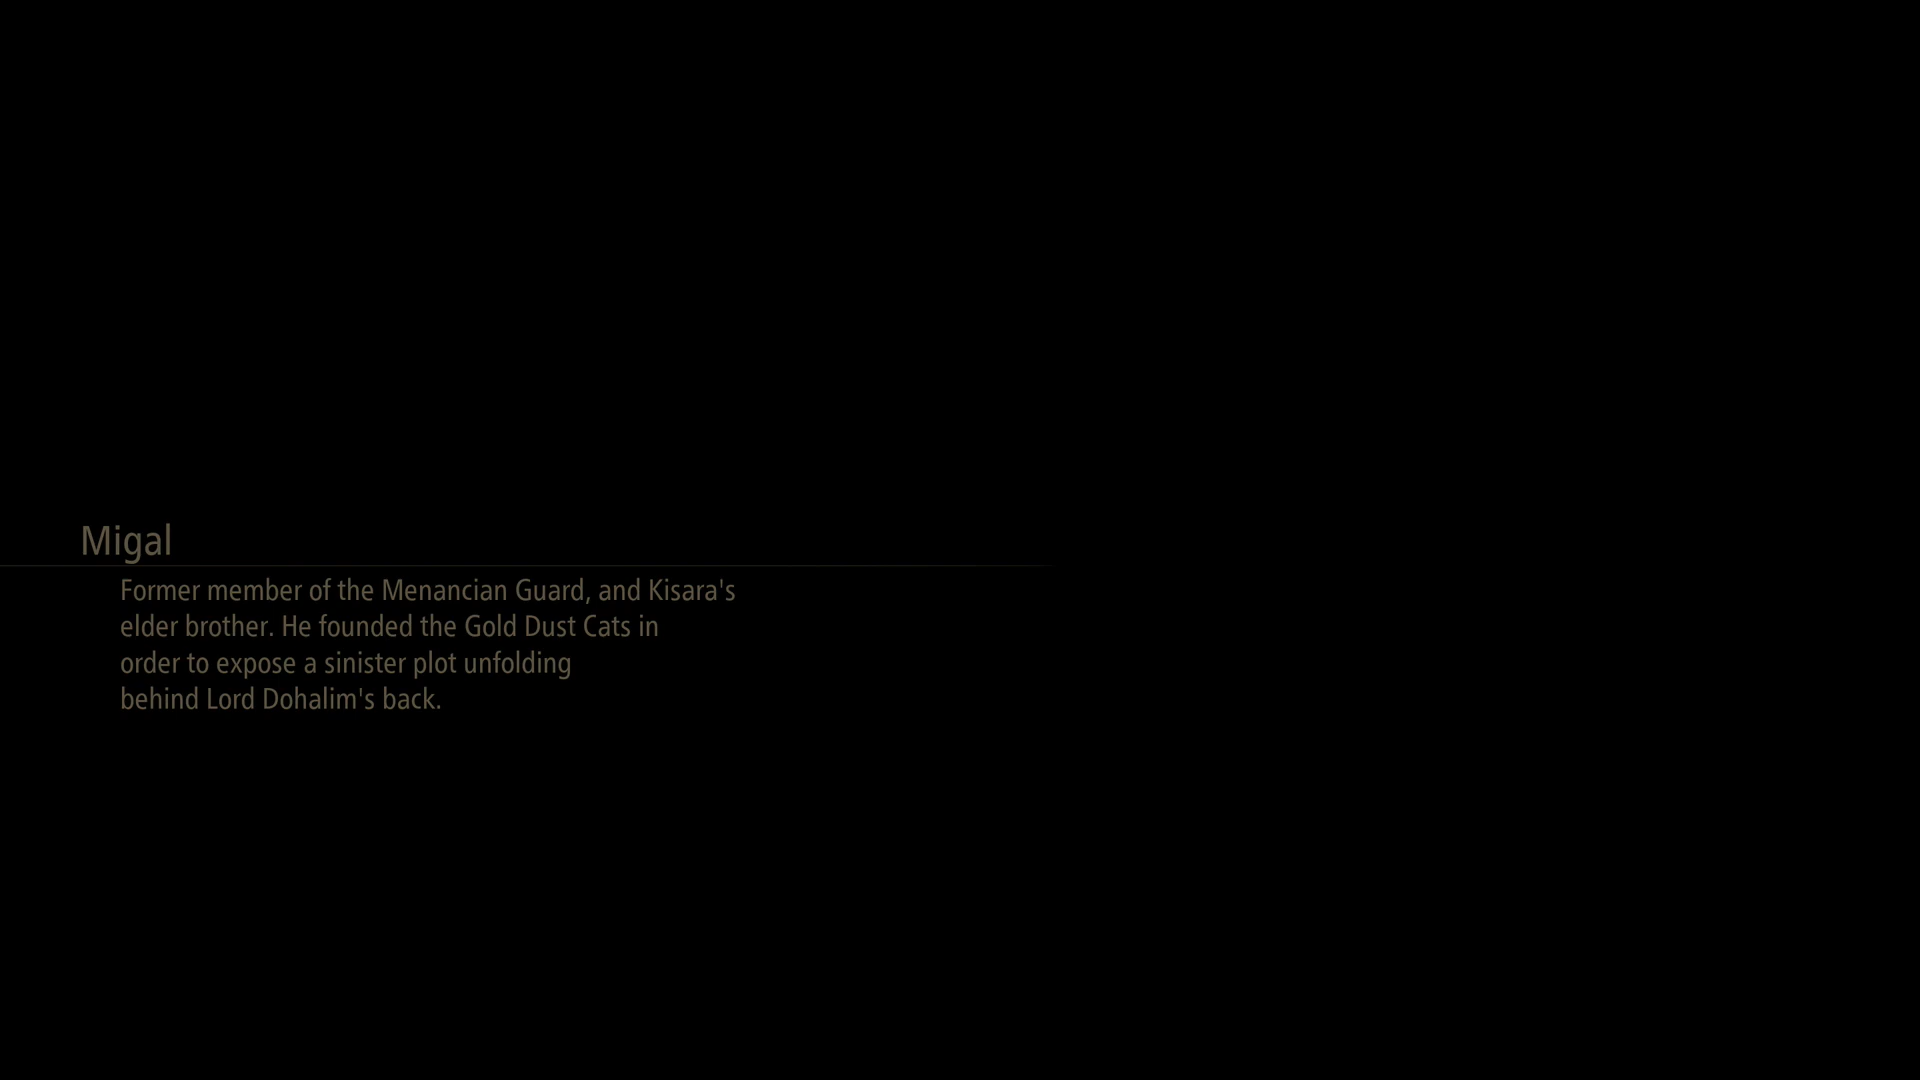 Migal
Former member of the Menancian Guard, and Kisara's
elder brother. He founded the Gold Dust Cats in
order to expose a sinister plot unfolding
behind Lord Dohalim's back.